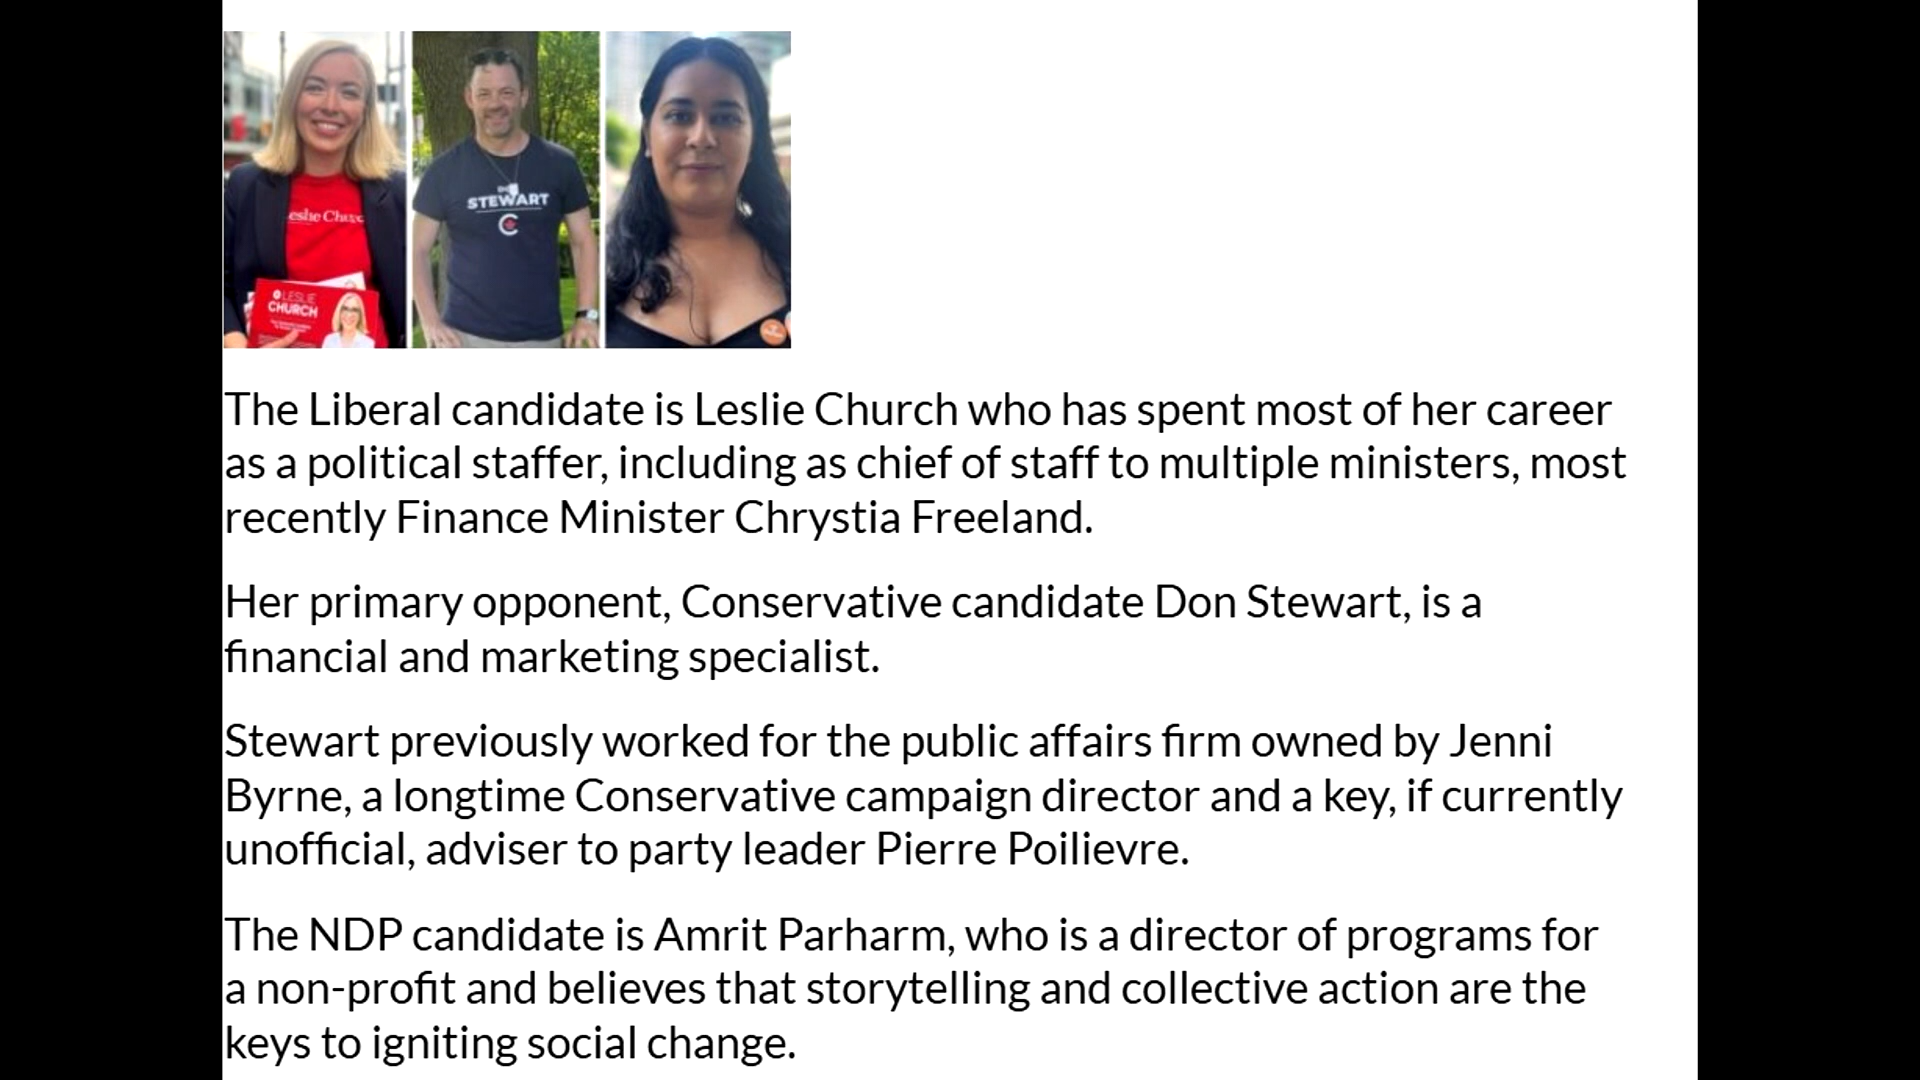 eslie Churc
LESLIE
CHURCH
STEWART
The Liberal candidate is Leslie Church who has spent most of her career
as a political staffer, including as chief of staff to multiple ministers, most
recently Finance Minister Chrystia Freeland.
Her primary opponent, Conservative candidate Don Stewart, is a
financial and marketing specialist.
Stewart previously worked for the public affairs firm owned by Jenni
Byrne, a longtime Conservative campaign director and a key, if currently
unofficial, adviser to party leader Pierre Poilievre.
The NDP candidate is Amrit Parharm, who is a director of programs for
a non-profit and believes that storytelling and collective action are the
keys to igniting social change.